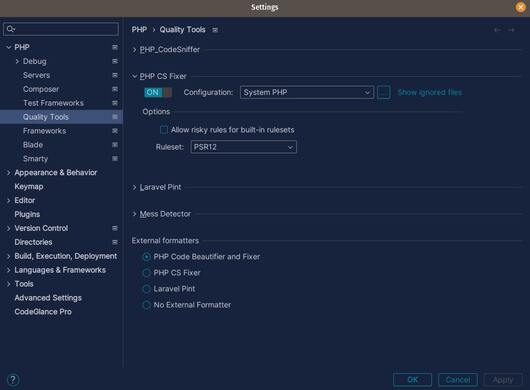 Settings
PHP
Debug
Servers
Composer
Test Frameworks
Quality Tools
Frameworks
Blade
Smarty
Appearance & Behavior
Keymap
Editor
Plugins
Version Control
Directories
Build, Execution, Deployment
Languages & Frameworks
Tools
Advanced Settings
CodeGlance Pro
PHP › Quality Tools
PHP_CodeSniffer
PHP CS Fixer
ON Configuration: System PHP ... Show ignored files
Options
Allow risky rules for built-in rulesets
Ruleset: PSR12
Laravel Pint
Mess Detector
External formatters
PHP Code Beautifier and Fixer
PHP CS Fixer
Laravel Pint
No External Formatter
? OK Cancel Apply